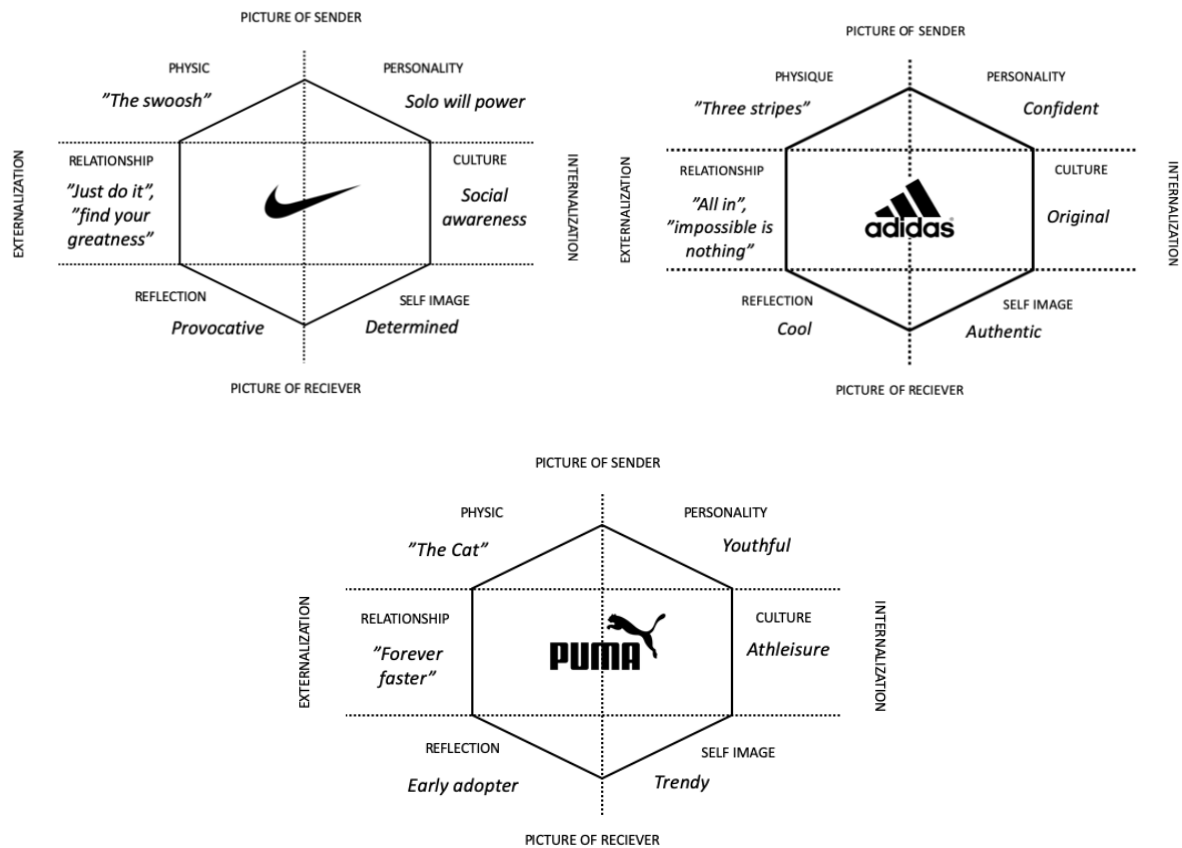 PICTURE OF SENDER
PHYSIC
PERSONALITY
"The swoosh"
Solo will power
EXTERNALIZATION
RELATIONSHIP
CULTURE
INTERNALIZATION
"Just do it",
"find your
greatness"
Social
awareness
REFLECTION
SELF IMAGE
Provocative
Determined
PICTURE OF RECIEVER
PICTURE OF SENDER
PHYSIQUE
PERSONALITY
"Three stripes"
Confident
EXTERNALIZATION
RELATIONSHIP
CULTURE
INTERNALIZATION
"All in",
"impossible is
nothing"
adidas®
Original
REFLECTION
SELF IMAGE
Cool
Authentic
PICTURE OF RECIEVER
PICTURE OF SENDER
PHYSIC
PERSONALITY
"The Cat"
Youthful
EXTERNALIZATION
RELATIONSHIP
CULTURE
INTERNALIZATION
"Forever
faster"
PUMA
Athleisure
REFLECTION
SELF IMAGE
Early adopter
Trendy
PICTURE OF RECIEVER